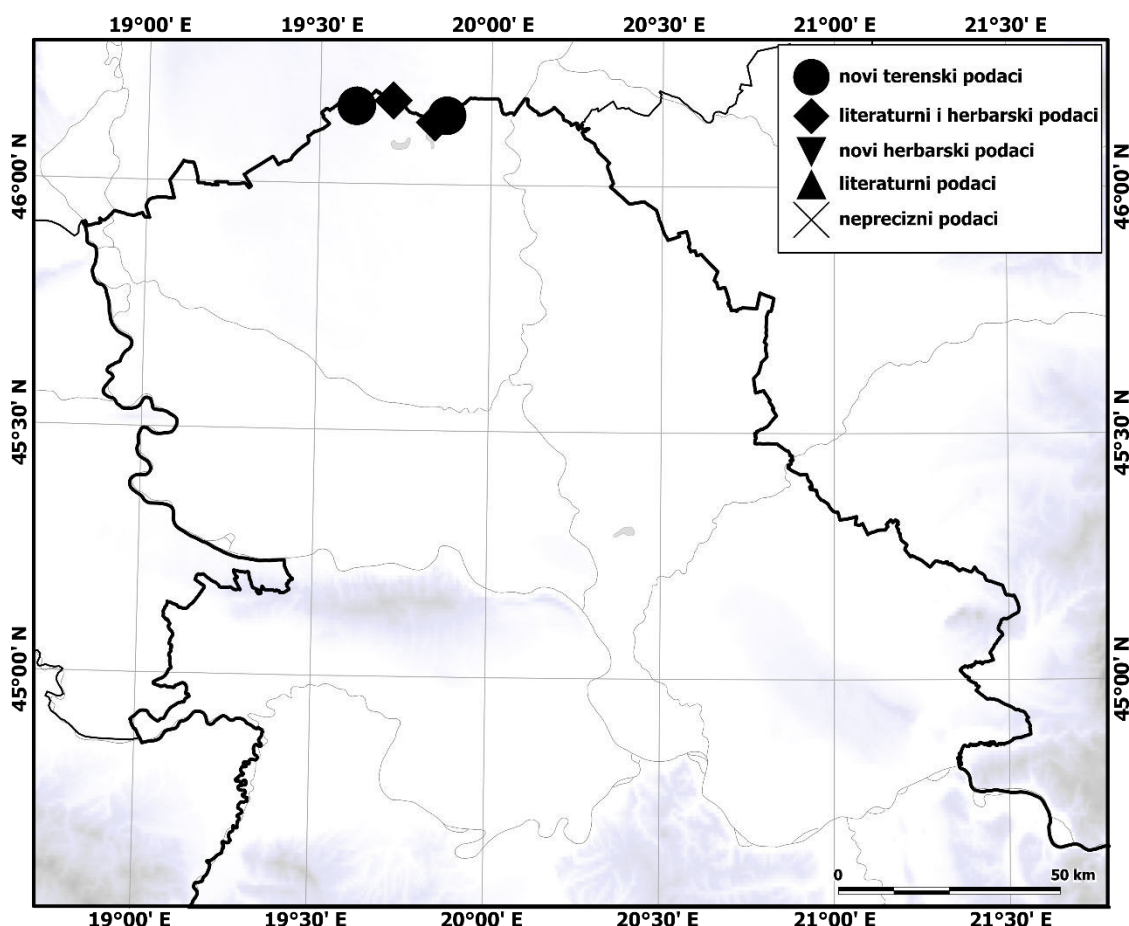 19°00' E 19°30' E 20°00' E 20°30' E 21°00' E 21°30' E
novi terenski podaci
literaturni i herbarski podaci
novi herbarski podaci
literaturni podaci
neprecizni podaci
46°00' N 46°00' N
45°30' N 45°30' N
45°00' N 45°00' N
0 50 km
19°00' E 19°30' E 20°00' E 20°30' E 21°00' E 21°30' E